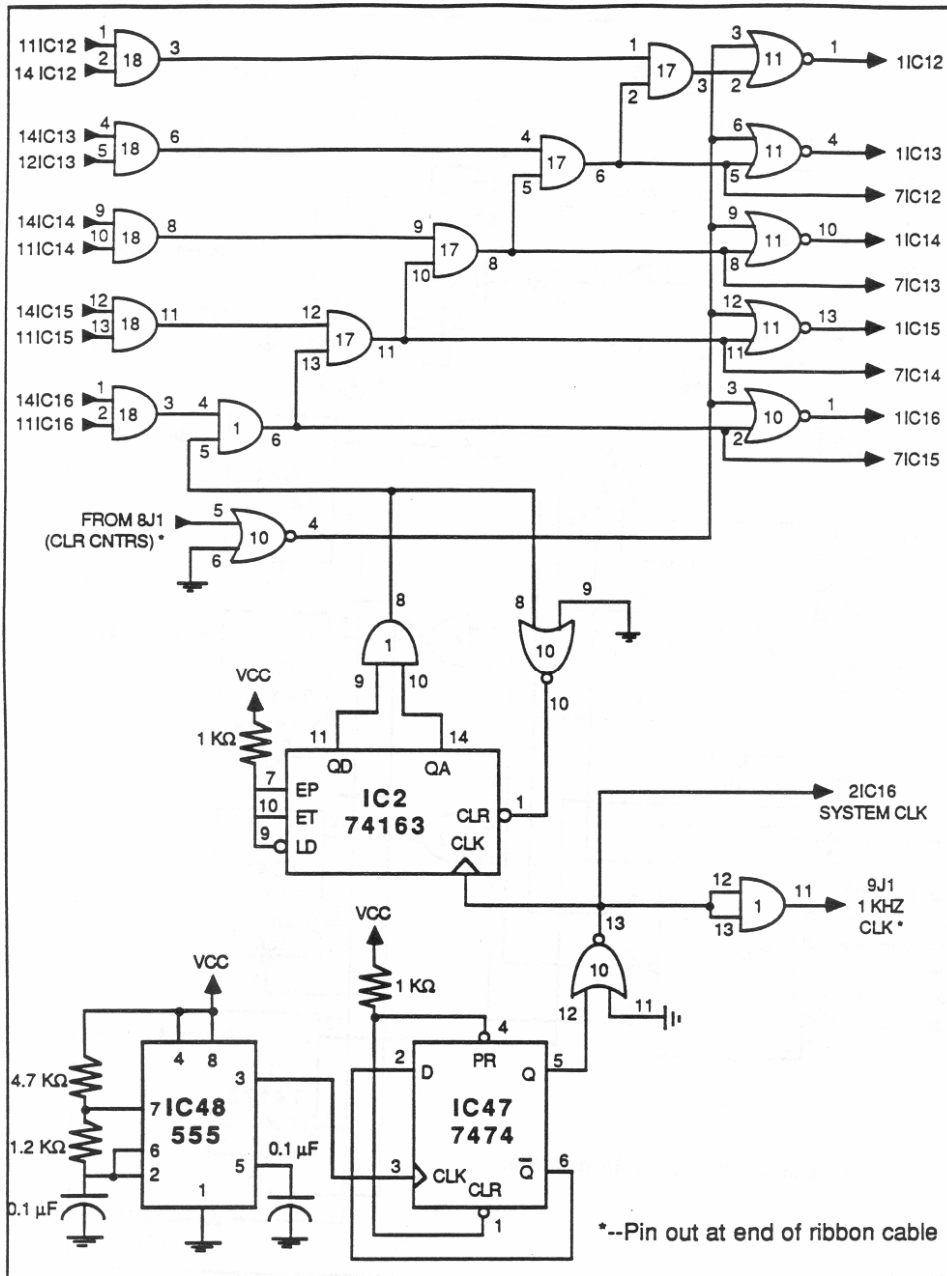 1 3 1 3 1
11IC12 18 17 11 1IC12
14 IC12 2 2 3 2
14IC13 4 6 4 6 4
12IC13 5 18 17 6 5 11 1IC13
5 7IC12
14IC14 9 8 9 9 10
11IC14 10 18 17 8 8 11 1IC14
10 7IC13
14IC15 12 11 12 12 13
11IC15 13 18 17 11 11 11 1IC15
13 7IC14
14IC16 1 3 4 3 1
11IC16 2 18 1 6 2 10 1IC16
5 7IC15
FROM 8J1 5 4
(CLR CNTRS) * 10
6
8 8 9
1 10
VCC 9 10 10
1 KΩ 11 14
QD QA
7 EP IC2 1
10 ET 74163 CLR
9 LD CLK
2IC16
SYSTEM CLK
12 11 9J1
1 1 KHZ
13 CLK *
VCC 13
1 KΩ 10
12 11
VCC 4
4 8 2 D PR Q 5
4.7 KΩ 3
7 IC48 IC47
555 7474
1.2 KΩ 6 0.1 µF
2 5 3 CLK Q 6
1 CLR
0.1 µF 1
*--Pin out at end of ribbon cable